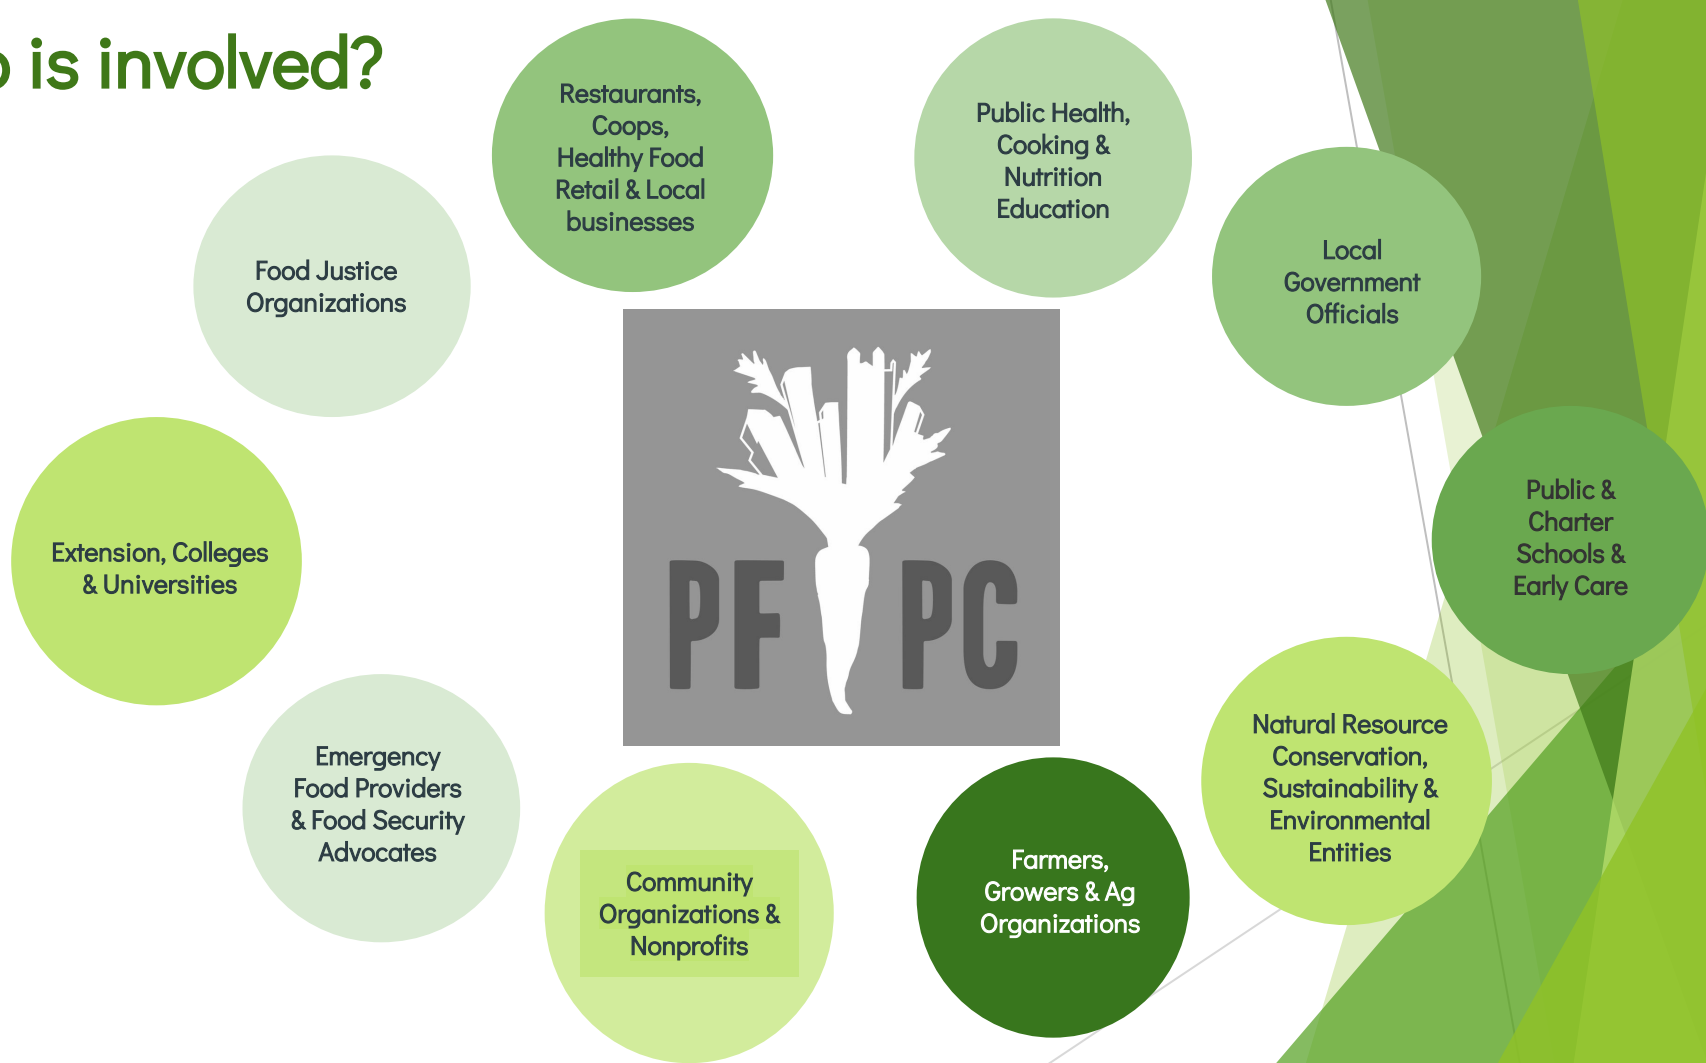 is involved?
Restaurants,
Coops,
Healthy Food
Retail & Local
businesses
Public Health,
Cooking &
Nutrition
Education
Local
Government
Officials
Food Justice
Organizations
Public &
Charter
Schools &
Early Care
Extension, Colleges
& Universities
PF PC
Natural Resource
Conservation,
Sustainability &
Environmental
Entities
Emergency
Food Providers
& Food Security
Advocates
Community
Organizations &
Nonprofits
Farmers,
Growers & Ag
Organizations